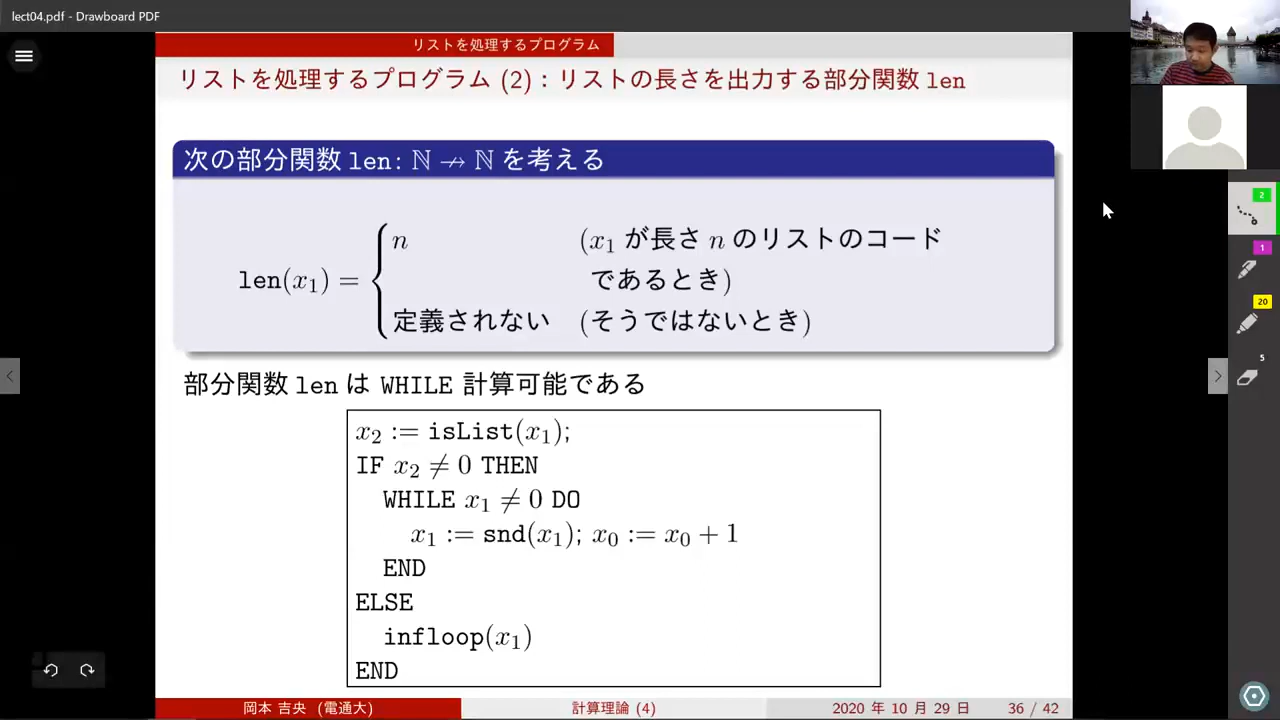 lect04.pdf - Drawboard PDF
リストを処理するプログラム
リストを処理するプログラム (2) : リストの長さを出力する部分関数 len
次の部分関数 len: ℕ ↛ ℕ を考える
len(x₁) =
n (x₁ が長さ n のリストのコード
であるとき)
定義されない (そうではないとき)
部分関数 len は WHILE 計算可能である
x₂ := isList(x₁);
IF x₂ ≠ 0 THEN
WHILE x₁ ≠ 0 DO
x₁ := snd(x₁); x₀ := x₀ + 1
END
ELSE
infloop(x₁)
END
岡本 吉央 (電通大) 計算理論 (4) 2020 年 10 月 29 日 36 / 42
2
1
20
5